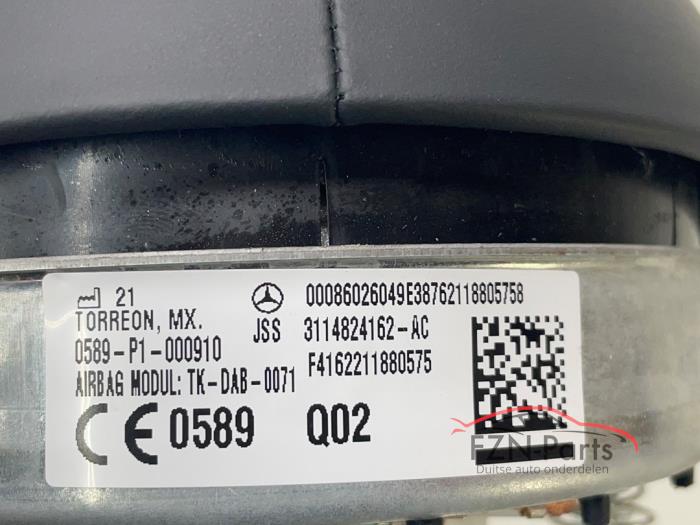 21
TORREON, MX.
0589-P1-000910
AIRBAG MODUL: TK-DAB-0071
CE 0589
00086026049E38762118805758
JSS 3114824162-AC
F4162211880575
Q02
FZN-Parts
Duitse auto onderdelen